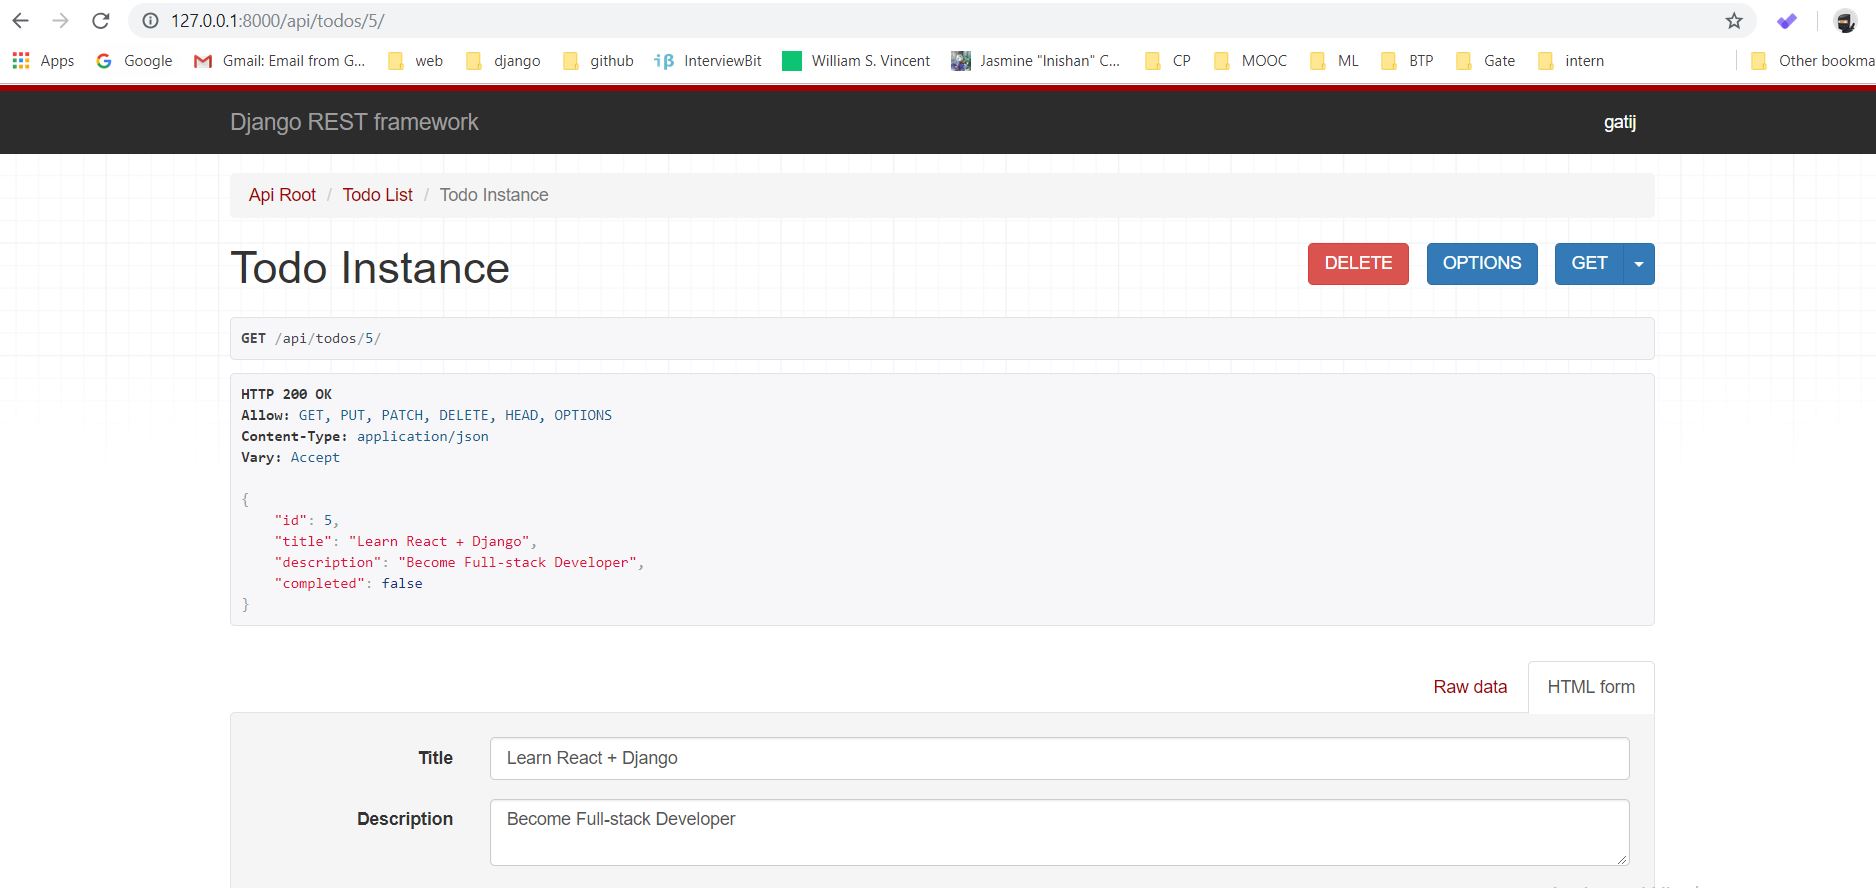 127.0.0.1:8000/api/todos/5/
Apps Google Gmail: Email from G... web django github InterviewBit William S. Vincent Jasmine "Inishan" C... CP MOOC ML BTP Gate intern Other bookma
Django REST framework gatij
Api Root / Todo List / Todo Instance
Todo Instance DELETE OPTIONS GET
GET /api/todos/5/
HTTP 200 OK
Allow: GET, PUT, PATCH, DELETE, HEAD, OPTIONS
Content-Type: application/json
Vary: Accept
{
"id": 5,
"title": "Learn React + Django",
"description": "Become Full-stack Developer",
"completed": false
}
Raw data HTML form
Title Learn React + Django
Description Become Full-stack Developer